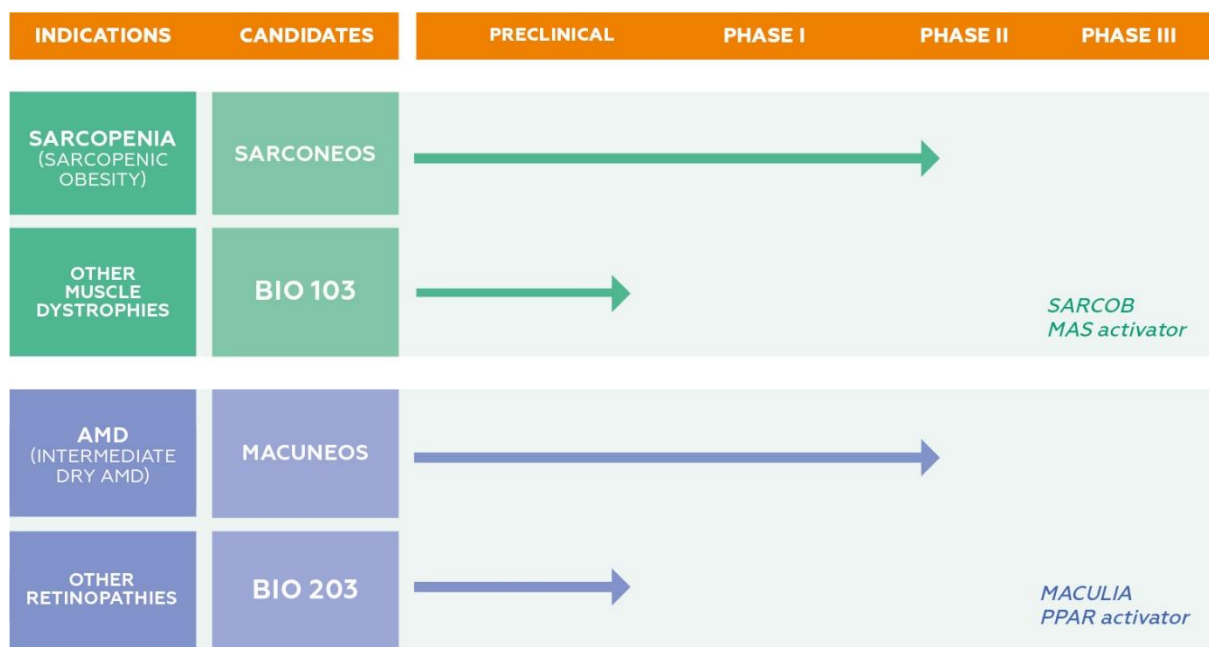 INDICATIONS CANDIDATES PRECLINICAL PHASE I PHASE II PHASE III
SARCOPENIA
(SARCOPENIC
OBESITY)
SARCONEOS
OTHER
MUSCLE
DYSTROPHIES
BIO 103
SARCOB
MAS activator
AMD
(INTERMEDIATE
DRY AMD)
MACUNEOS
OTHER
RETINOPATHIES
BIO 203
MACULIA
PPAR activator